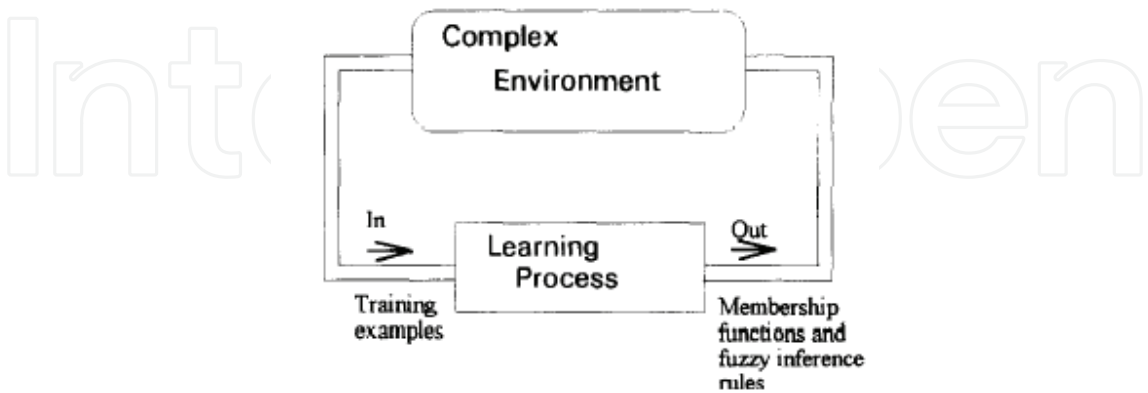 Complex
Environment
In
Out
Learning
Process
Training
examples
Membership
functions and
fuzzy inference
rules